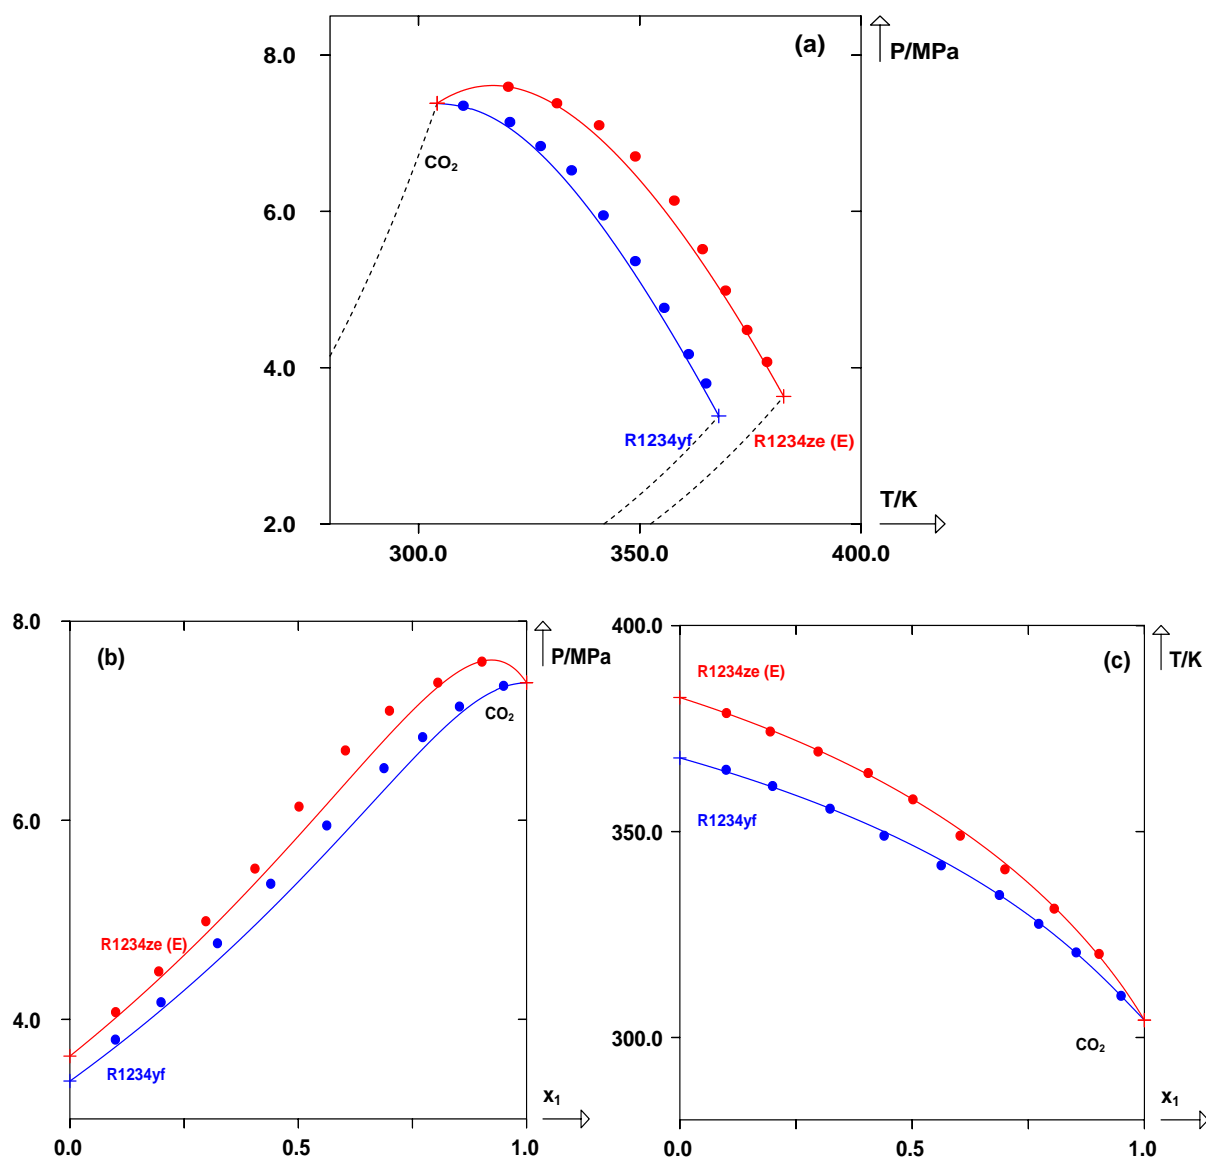 (a)
P/MPa
8.0
CO₂
6.0
4.0
R1234yf
R1234ze (E)
T/K
2.0
300.0
350.0
400.0
8.0
(b)
P/MPa
CO₂
6.0
R1234ze (E)
4.0
R1234yf
x₁
0.0
0.5
1.0
400.0
(c)
T/K
R1234ze (E)
R1234yf
350.0
300.0
CO₂
x₁
0.0
0.5
1.0